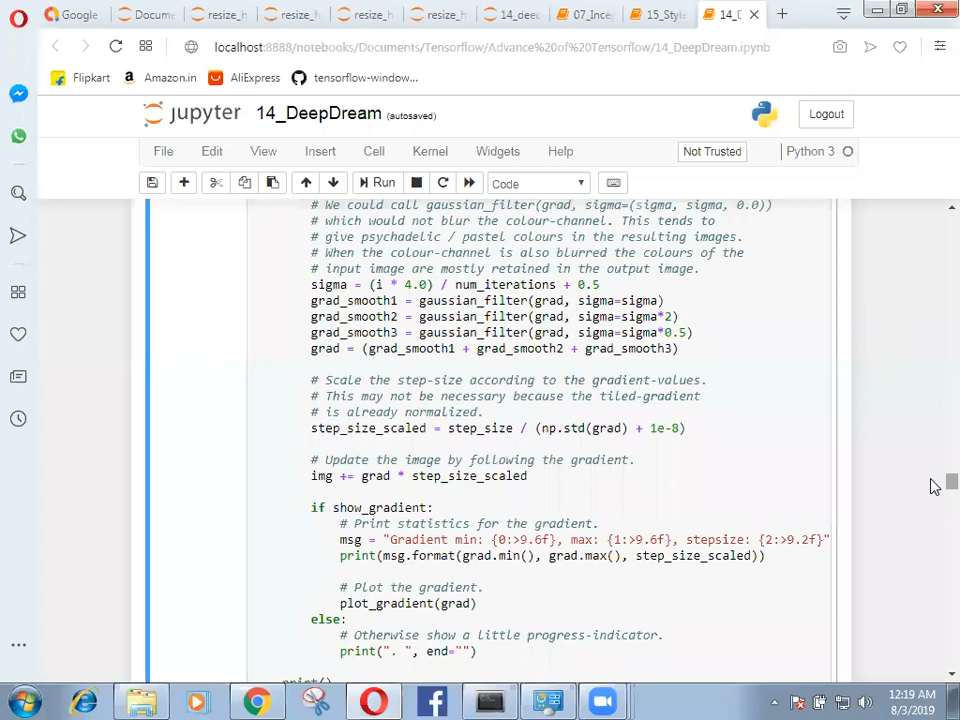 Google
Docume
resize_h
resize_h
resize_h
resize_h
14_deep
07_Incep
15_Style
14_D
localhost:8888/notebooks/Documents/Tensorflow/Advance%20of%20Tensorflow/14_DeepDream.ipynb
Flipkart
Amazon.in
AliExpress
tensorflow-window...
jupyter
14_DeepDream (autosaved)
Logout
File Edit View Insert Cell Kernel Widgets Help
Not Trusted
Python 3
Run
Code
# We could call gaussian_filter(grad, sigma=(sigma, sigma, 0.0))
# which would not blur the colour-channel. This tends to
# give psychadelic / pastel colours in the resulting images.
# When the colour-channel is also blurred the colours of the
# input image are mostly retained in the output image.
sigma = (i * 4.0) / num_iterations + 0.5
grad_smooth1 = gaussian_filter(grad, sigma=sigma)
grad_smooth2 = gaussian_filter(grad, sigma=sigma*2)
grad_smooth3 = gaussian_filter(grad, sigma=sigma*0.5)
grad = (grad_smooth1 + grad_smooth2 + grad_smooth3)
# Scale the step-size according to the gradient-values.
# This may not be necessary because the tiled-gradient
# is already normalized.
step_size_scaled = step_size / (np.std(grad) + 1e-8)
# Update the image by following the gradient.
img += grad * step_size_scaled
if show_gradient:
# Print statistics for the gradient.
msg = "Gradient min: {0:>9.6f}, max: {1:>9.6f}, stepsize: {2:>9.2f}"
print(msg.format(grad.min(), grad.max(), step_size_scaled))
# Plot the gradient.
plot_gradient(grad)
else:
# Otherwise show a little progress-indicator.
print(". ", end="")
print()
12:19 AM
8/3/2019